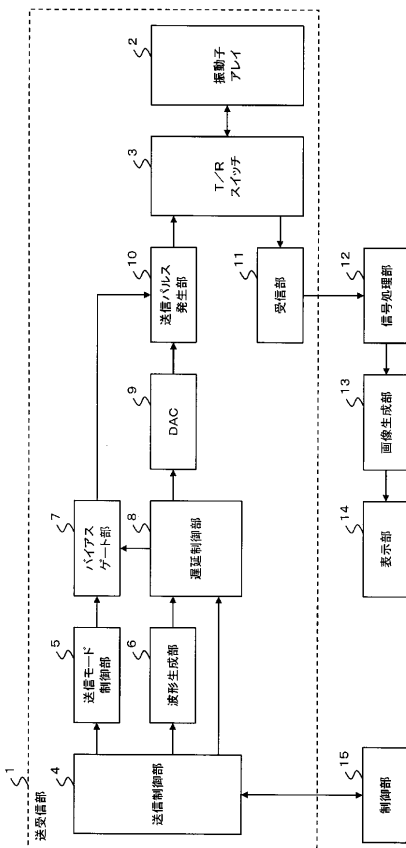 1
送受信部
4
送信制御部
5
送信モード
制御部
6
波形生成部
7
バイアス
ゲート部
8
遅延制御部
9
DAC
10
送信パルス
発生部
3
T/R
スイッチ
2
振動子
アレイ
11
受信部
12
信号処理部
13
画像生成部
14
表示部
15
制御部